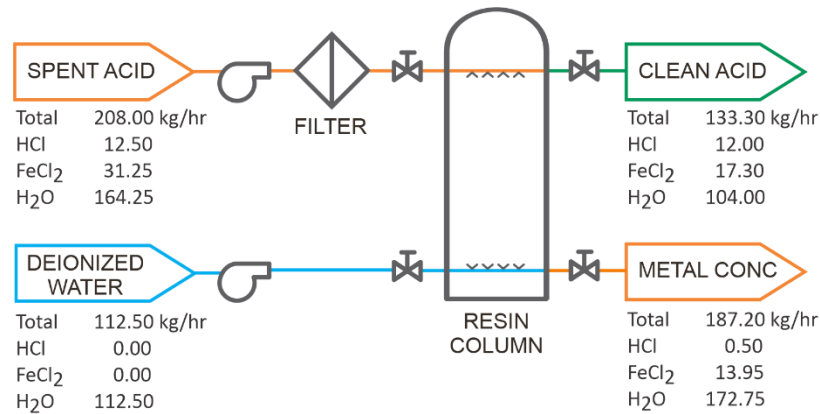 SPENT ACID
Total 208.00 kg/hr
HCl 12.50
FeCl2 31.25
H2O 164.25
FILTER
CLEAN ACID
Total 133.30 kg/hr
HCl 12.00
FeCl2 17.30
H2O 104.00
DEIONIZED
WATER
Total 112.50 kg/hr
HCl 0.00
FeCl2 0.00
H2O 112.50
RESIN
COLUMN
METAL CONC
Total 187.20 kg/hr
HCl 0.50
FeCl2 13.95
H2O 172.75